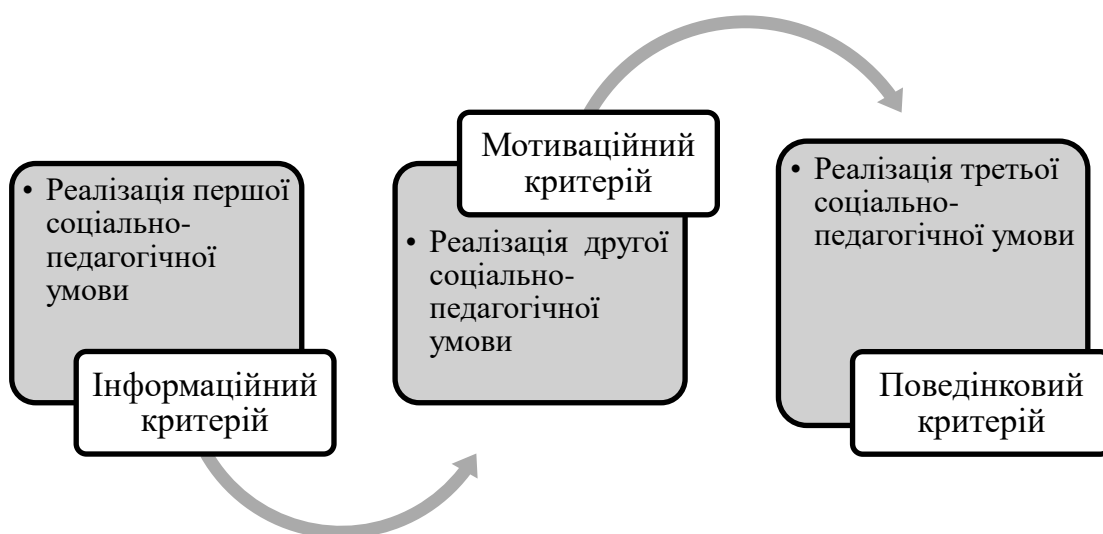 • Реалізація першої
соціально-
педагогічної
умови
Інформаційний
критерій
Мотиваційний
критерій
• Реалізація другої
соціально-
педагогічної
умови
• Реалізація третьої
соціально-
педагогічної умови
Поведінковий
критерій